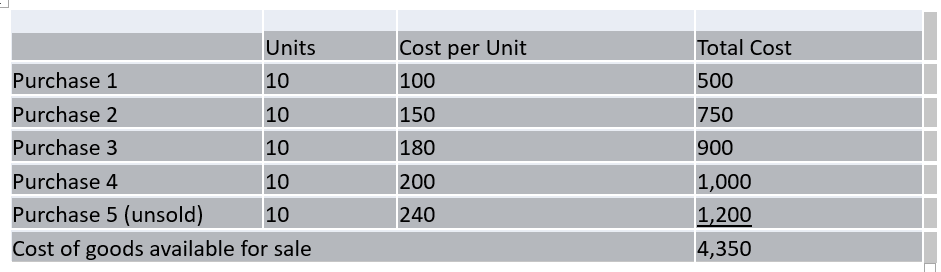 Units Cost per Unit Total Cost
Purchase 1 10 100 500
Purchase 2 10 150 750
Purchase 3 10 180 900
Purchase 4 10 200 1,000
Purchase 5 (unsold) 10 240 1,200
Cost of goods available for sale 4,350